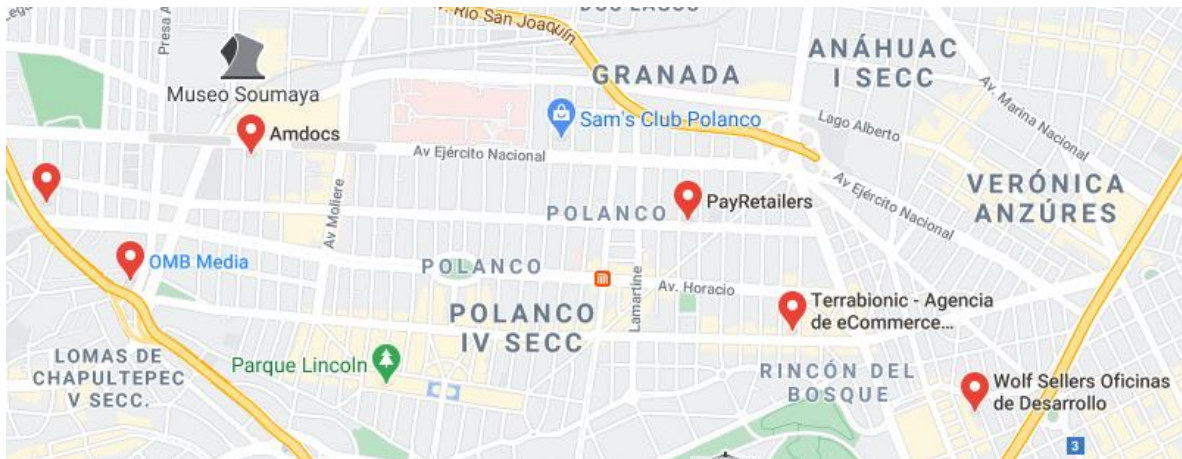 Río San Joaquín
GRANADA
ANÁHUAC
I SECC
Presa
Museo Soumaya
Amdocs
Sam's Club Polanco
Av Ejército Nacional
Lago Alberto
Av. Marina Nacional
Av Ejército Nacional
VERÓNICA
ANZÚRES
PayRetailers
POLANCO
Av Moliere
OMB Media
POLANCO
Lamartine
Av. Horacio
POLANCO
IV SECC
Terrabionic - Agencia
de eCommerce...
LOMAS DE
CHAPULTEPEC
V SECC.
Parque Lincoln
RINCÓN DEL
BOSQUE
Wolf Sellers Oficinas
de Desarrollo
3